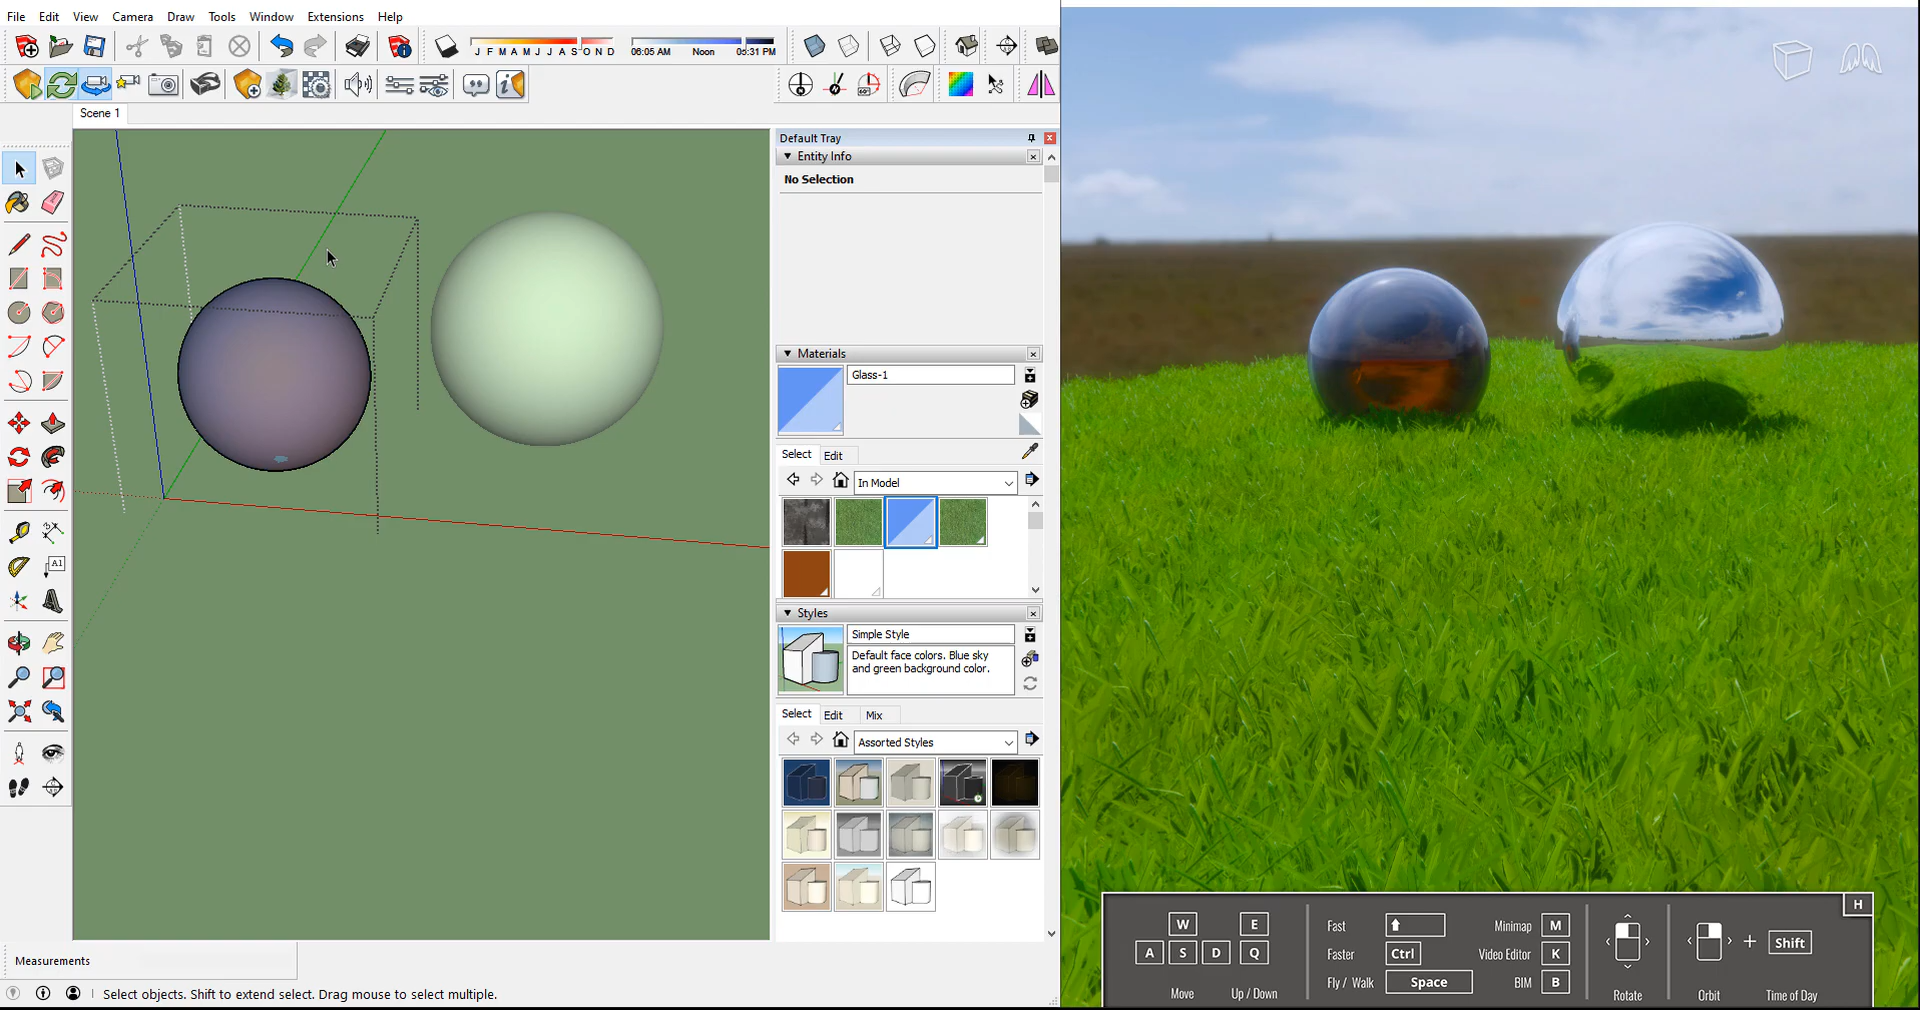 File Edit View Camera Draw Tools Window Extensions Help
J F M A M J J A S O N D
06:05 AM Noon 05:31 PM
Scene 1
Default Tray
Entity Info
No Selection
Materials
Glass-1
Select Edit
In Model
Styles
Simple Style
Default face colors. Blue sky
and green background color.
Select Edit Mix
Assorted Styles
A1
Measurements
Select objects. Shift to extend select. Drag mouse to select multiple.
H
W E Fast Minimap M
A S D Q Faster Ctrl Video Editor K + Shift
Fly / Walk Space BIM B
Move Up / Down Rotate Orbit Time of Day